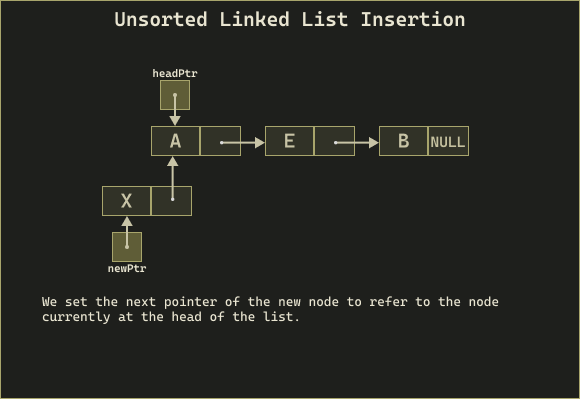 Unsorted Linked List Insertion
headPtr
A
E
B
NULL
X
newPtr
We set the next pointer of the new node to refer to the node
currently at the head of the list.